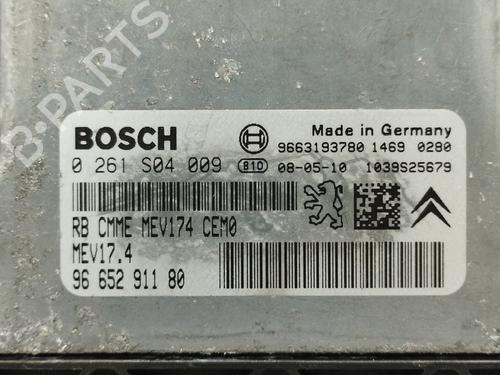 B-PARTS
BOSCH
Made in Germany
9663193780 1469 0280
0 261 S04 009 810 08-05-10 1039S25679
RB CMME MEV174 CEM0
MEV17.4
96 652 911 80